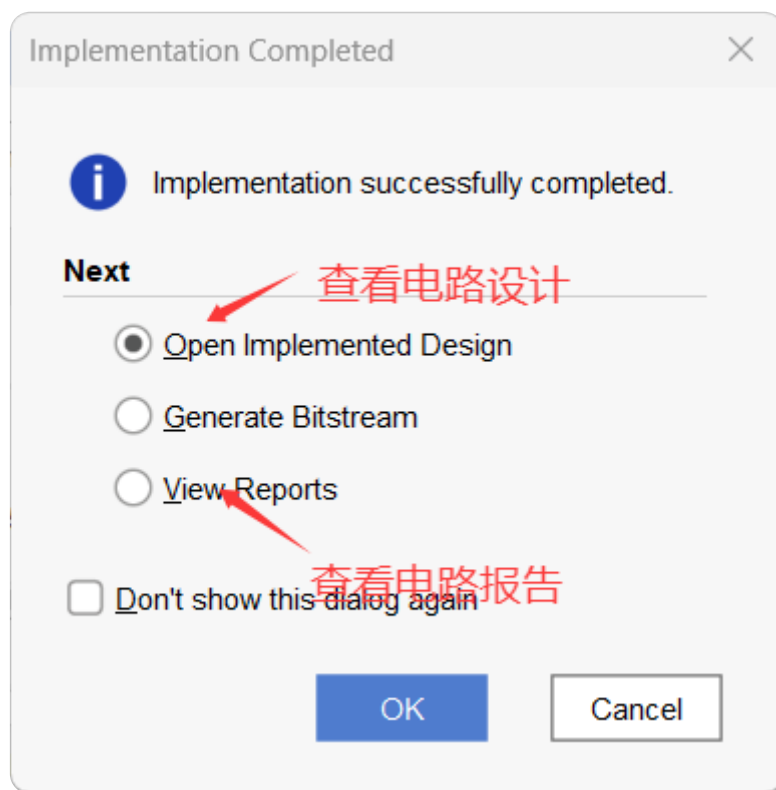 Implementation Completed
Implementation successfully completed.
Next
查看电路设计
Open Implemented Design
Generate Bitstream
View Reports
查看电路报告
Don't show this dialog again
OK
Cancel